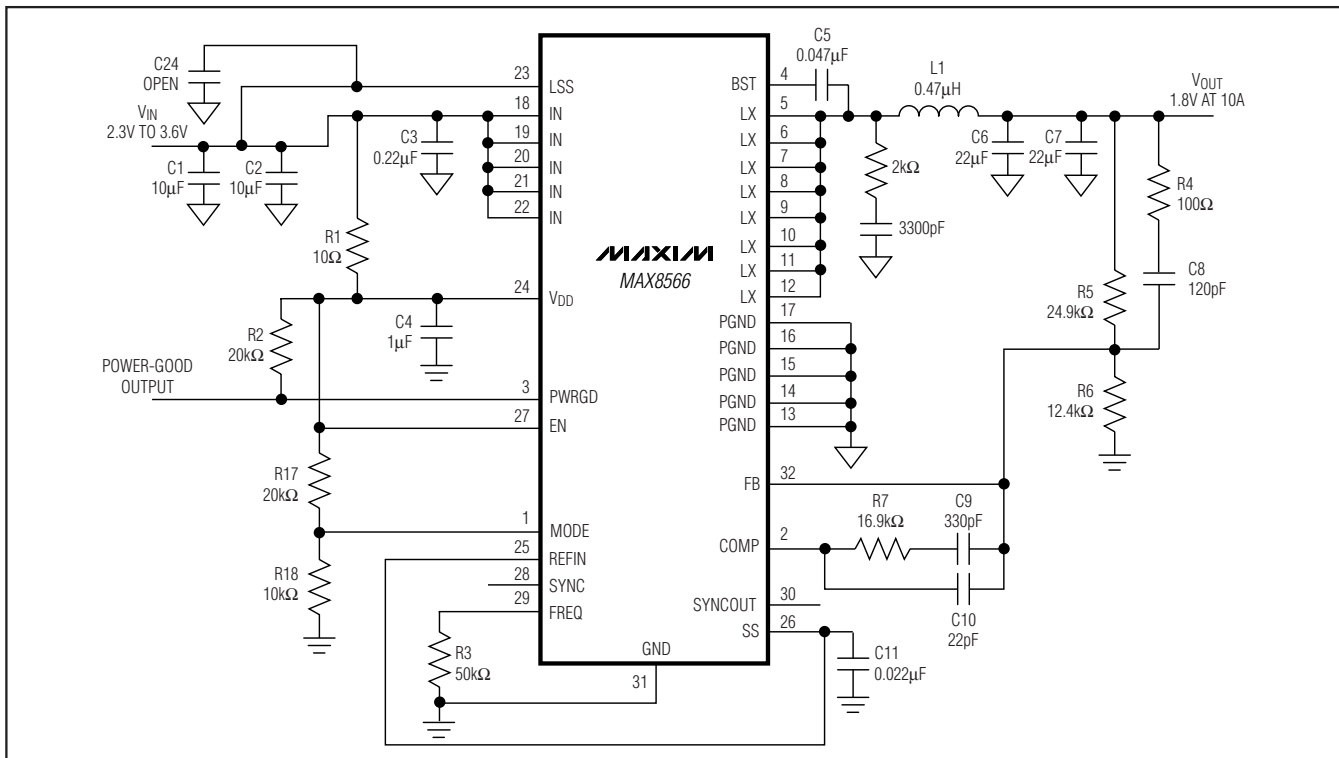 C24
OPEN
VIN
2.3V TO 3.6V
C1
10µF
C2
10µF
C3
0.22µF
R1
10Ω
R2
20kΩ
C4
1µF
POWER-GOOD
OUTPUT
R17
20kΩ
R18
10kΩ
R3
50kΩ
23
LSS
18
IN
19
IN
20
IN
21
IN
22
IN
24
VDD
3
PWRGD
27
EN
1
MODE
25
REFIN
28
SYNC
29
FREQ
GND
31
MAXIM
MAX8566
BST
4
LX
5
LX
6
LX
7
LX
8
LX
9
LX
10
LX
11
LX
12
PGND
17
PGND
16
PGND
15
PGND
14
PGND
13
FB
32
COMP
2
SYNCOUT
30
SS
26
C5
0.047µF
L1
0.47µH
VOUT
1.8V AT 10A
2kΩ
3300pF
C6
22µF
C7
22µF
R4
100Ω
C8
120pF
R5
24.9kΩ
R6
12.4kΩ
R7
16.9kΩ
C9
330pF
C10
22pF
C11
0.022µF